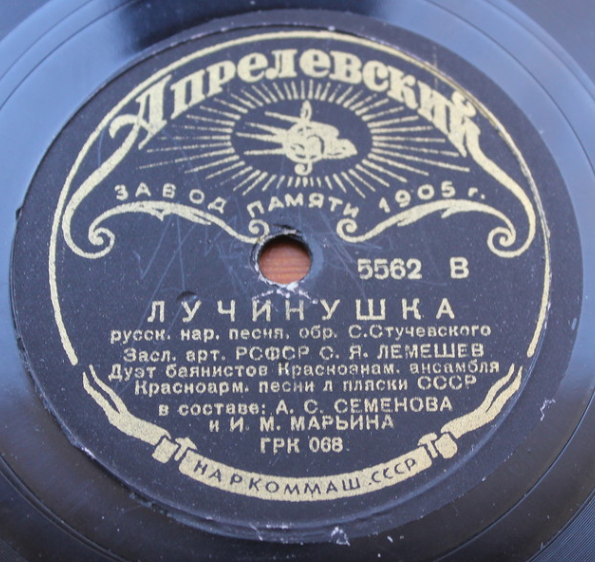 Апрелевский
ЗАВОД ПАМЯТИ 1905 г.
5562 В
ЛУЧИНУШКА
русск. нар. песня, обр. С.Стучевского
Засл. арт. РСФСР С. Я. ЛЕМЕШЕВ
Дуэт баянистов Краснознам. ансамбля
Красноарм. песни л пляски СССР
в составе: А. С. СЕМЕНОВА
и И. М. МАРЬИНА
ГРК 068
НАРКОММАШ.СССР